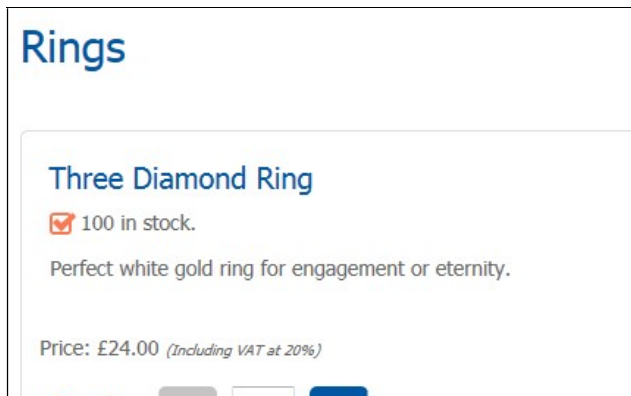 Rings
Three Diamond Ring
100 in stock.
Perfect white gold ring for engagement or eternity.
Price: £24.00 (Including VAT at 20%)